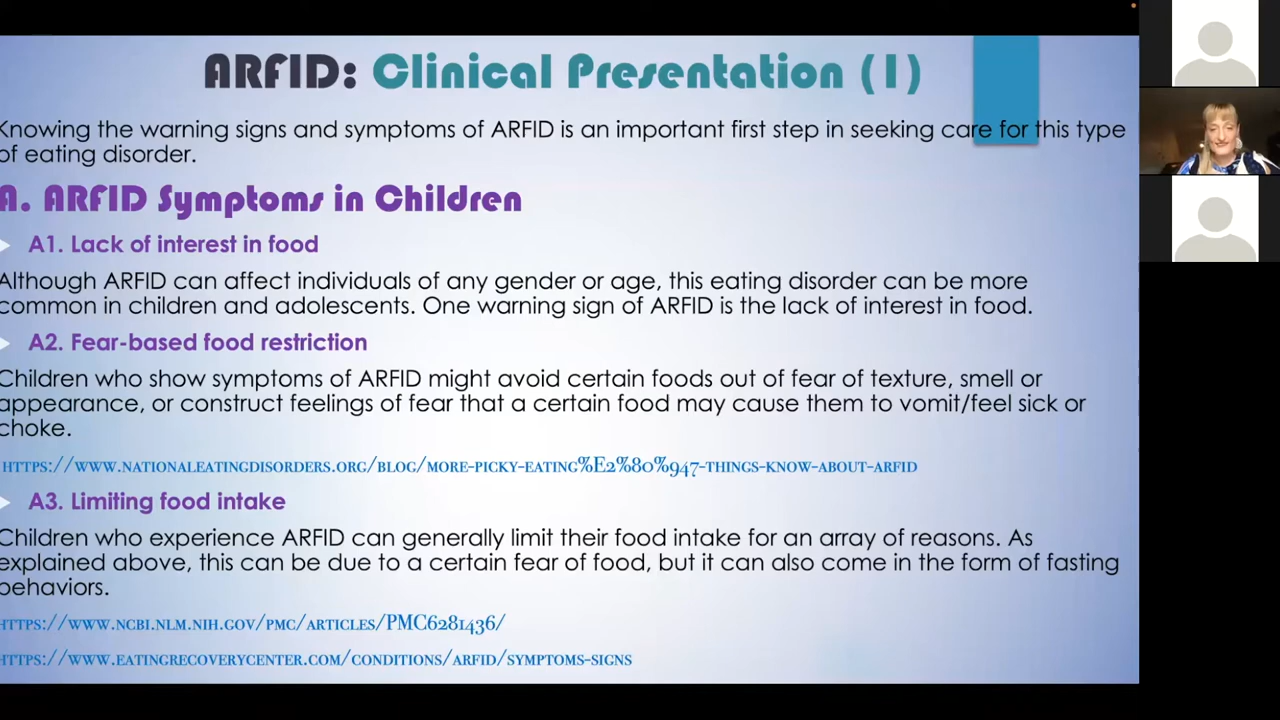 ARFID: Clinical Presentation (1)
Knowing the warning signs and symptoms of ARFID is an important first step in seeking care for this type
of eating disorder.
A. ARFID Symptoms in Children
A1. Lack of interest in food
Although ARFID can affect individuals of any gender or age, this eating disorder can be more
common in children and adolescents. One warning sign of ARFID is the lack of interest in food.
A2. Fear-based food restriction
Children who show symptoms of ARFID might avoid certain foods out of fear of texture, smell or
appearance, or construct feelings of fear that a certain food may cause them to vomit/feel sick or
choke.
https://www.nationaleatingdisorders.org/blog/more-picky-eating%E2%80%947-things-know-about-arfid
A3. Limiting food intake
Children who experience ARFID can generally limit their food intake for an array of reasons. As
explained above, this can be due to a certain fear of food, but it can also come in the form of fasting
behaviors.
https://www.ncbi.nlm.nih.gov/pmc/articles/PMC6281436/
https://www.eatingrecoverycenter.com/conditions/arfid/symptoms-signs